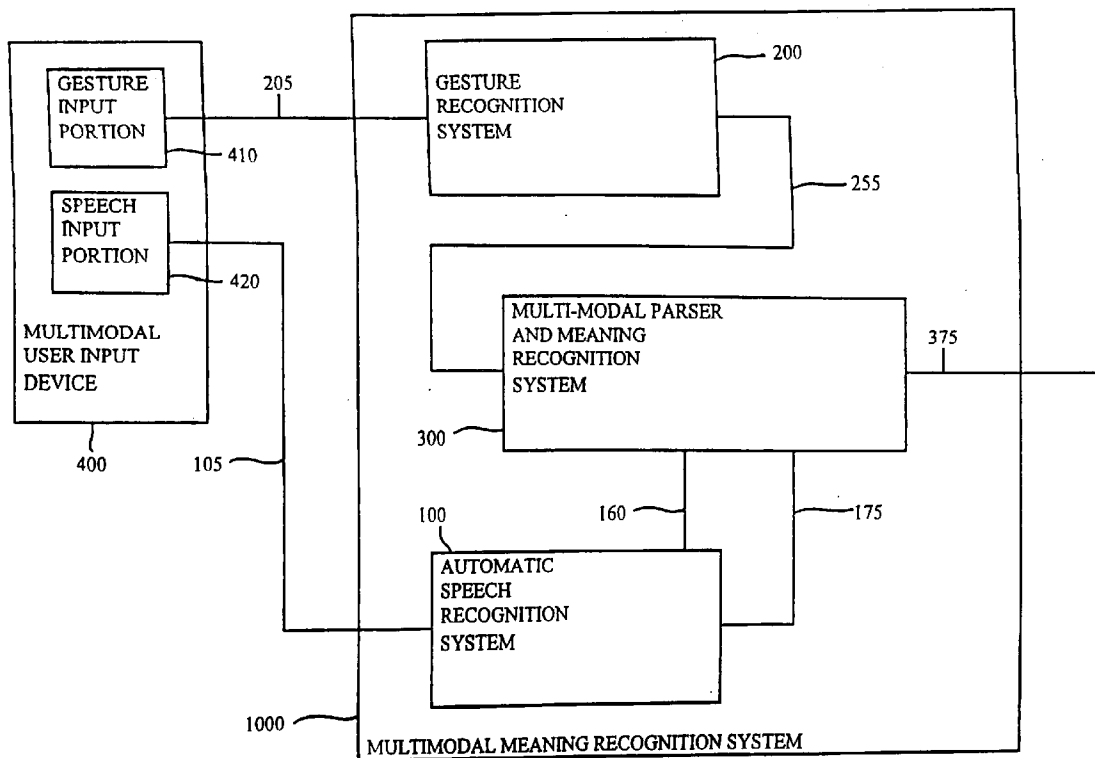 GESTURE
INPUT
PORTION
410
SPEECH
INPUT
PORTION
420
MULTIMODAL
USER INPUT
DEVICE
400
205
105
200
GESTURE
RECOGNITION
SYSTEM
255
MULTI-MODAL PARSER
AND MEANING
RECOGNITION
SYSTEM
300
375
160
175
100
AUTOMATIC
SPEECH
RECOGNITION
SYSTEM
1000
MULTIMODAL MEANING RECOGNITION SYSTEM